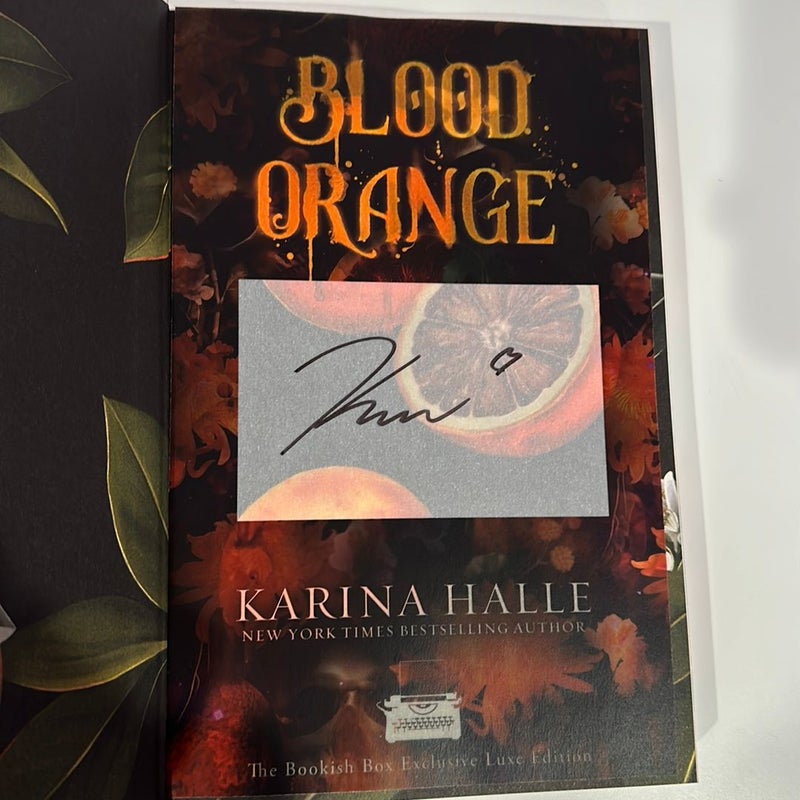 BLOOD
ORANGE
KARINA HALLE
NEW YORK TIMES BESTSELLING AUTHOR
The Bookish Box Exclusive Luxe Edition